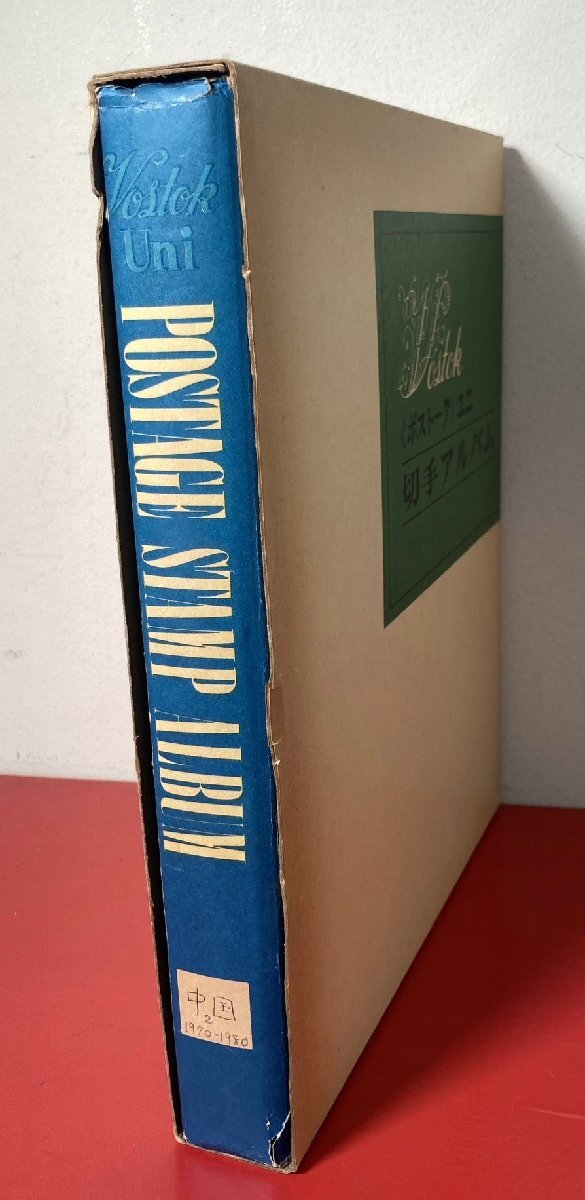 Vostok
Uni
POSTAGE STAMP ALBUM
中国
2
1970-1980
Vostok
〈ボストーク ユニ
切手アルバム